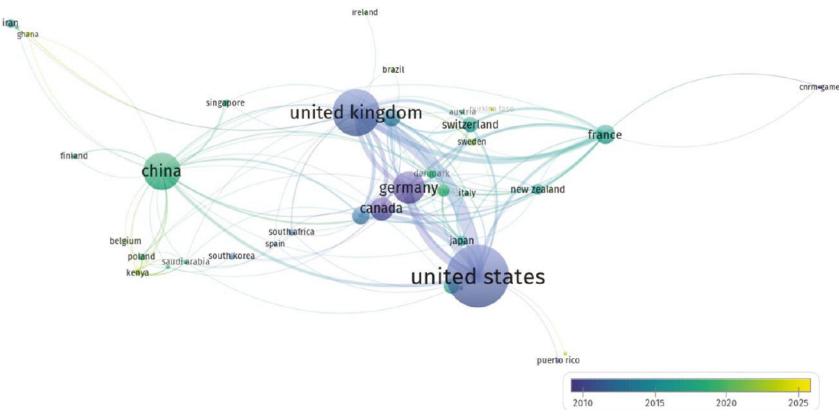 ireland
iran
ghana
brazil
cnrm-game
singapore
united kingdom
austria
burkina faso
switzerland
france
sweden
finland
china
denmark
germany
italy
new zealand
canada
south africa
japan
belgium
spain
poland
saudi arabia
south korea
kenya
united states
puerto rico
2010
2015
2020
2025